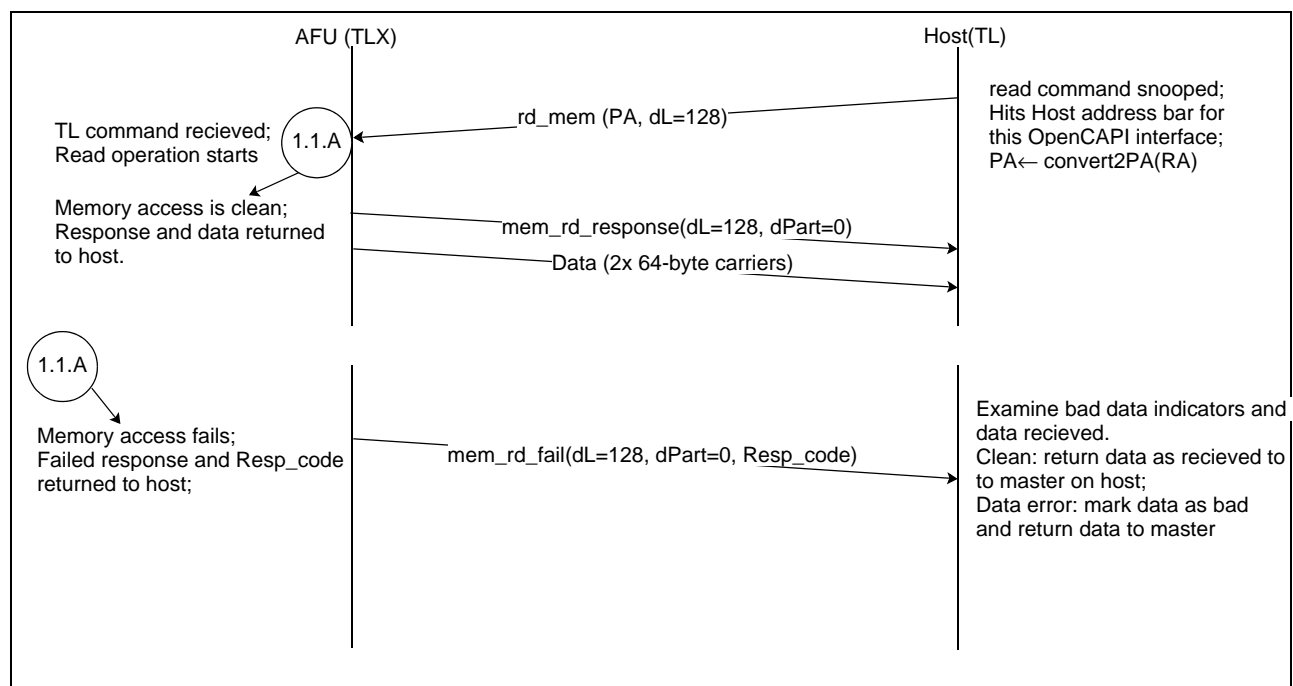 AFU (TLX)
Host(TL)
read command snooped;
Hits Host address bar for
this OpenCAPI interface;
PA← convert2PA(RA)
rd_mem (PA, dL=128)
TL command recieved;
Read operation starts
1.1.A
Memory access is clean;
Response and data returned
to host.
mem_rd_response(dL=128, dPart=0)
Data (2x 64-byte carriers)
1.1.A
Memory access fails;
Failed response and Resp_code
returned to host;
mem_rd_fail(dL=128, dPart=0, Resp_code)
Examine bad data indicators and
data recieved.
Clean: return data as recieved to
to master on host;
Data error: mark data as bad
and return data to master